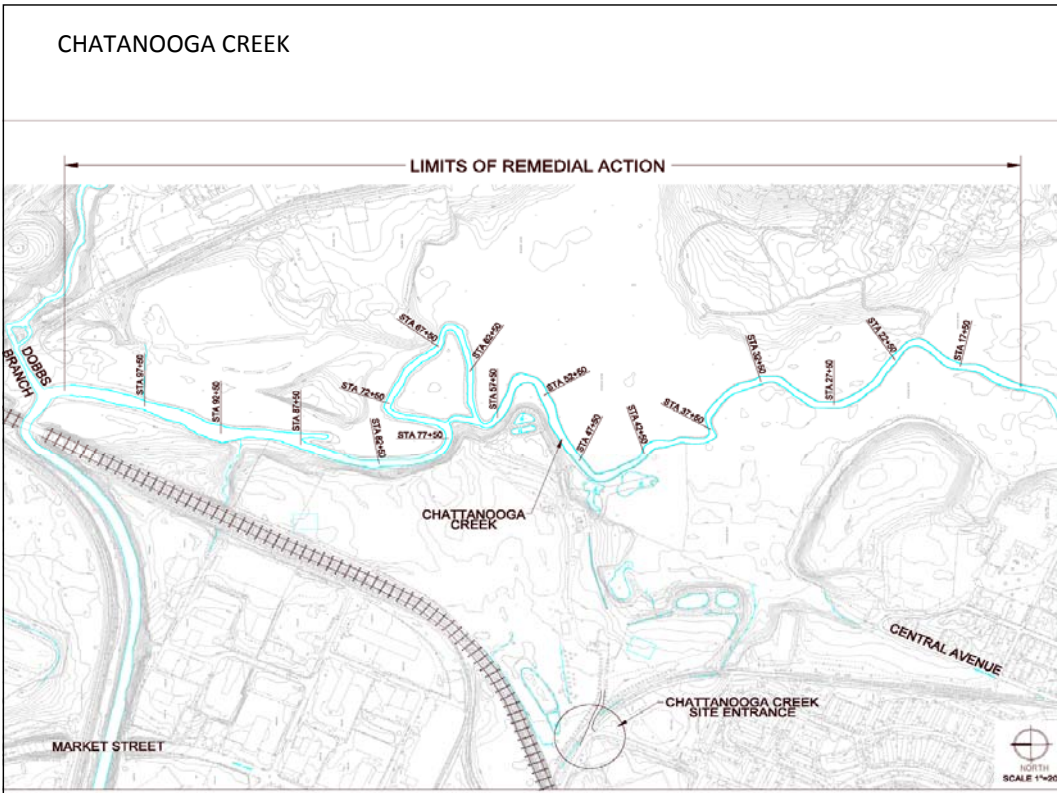 CHATANOOGA CREEK
LIMITS OF REMEDIAL ACTION
DOBBS
BRANCH
STA 97+50
STA 92+50
STA 87+50
STA 82+50
STA 77+50
STA 72+50
STA 67+50
STA 62+50
STA 57+50
STA 52+50
STA 47+50
STA 42+50
STA 37+50
STA 32+50
STA 27+50
STA 22+50
STA 17+50
CHATTANOOGA
CREEK
CENTRAL AVENUE
CHATTANOOGA CREEK
SITE ENTRANCE
MARKET STREET
NORTH
SCALE 1"=20